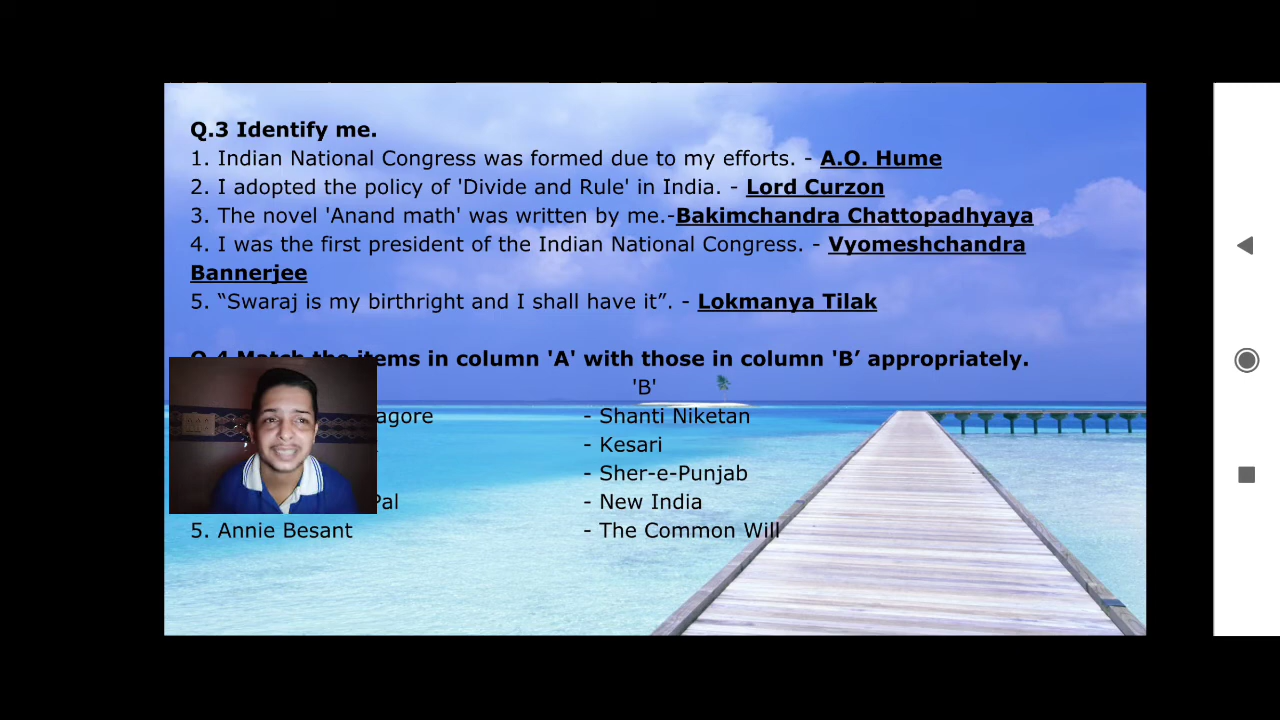 Q.3 Identify me.
1. Indian National Congress was formed due to my efforts. - A.O. Hume
2. I adopted the policy of 'Divide and Rule' in India. - Lord Curzon
3. The novel 'Anand math' was written by me.-Bakimchandra Chattopadhyaya
4. I was the first president of the Indian National Congress. - Vyomeshchandra
Bannerjee
5. “Swaraj is my birthright and I shall have it”. - Lokmanya Tilak
Q.4 Match the items in column 'A' with those in column 'B’ appropriately.
'B'
agore - Shanti Niketan
- Kesari
- Sher-e-Punjab
Pal - New India
5. Annie Besant - The Common Will